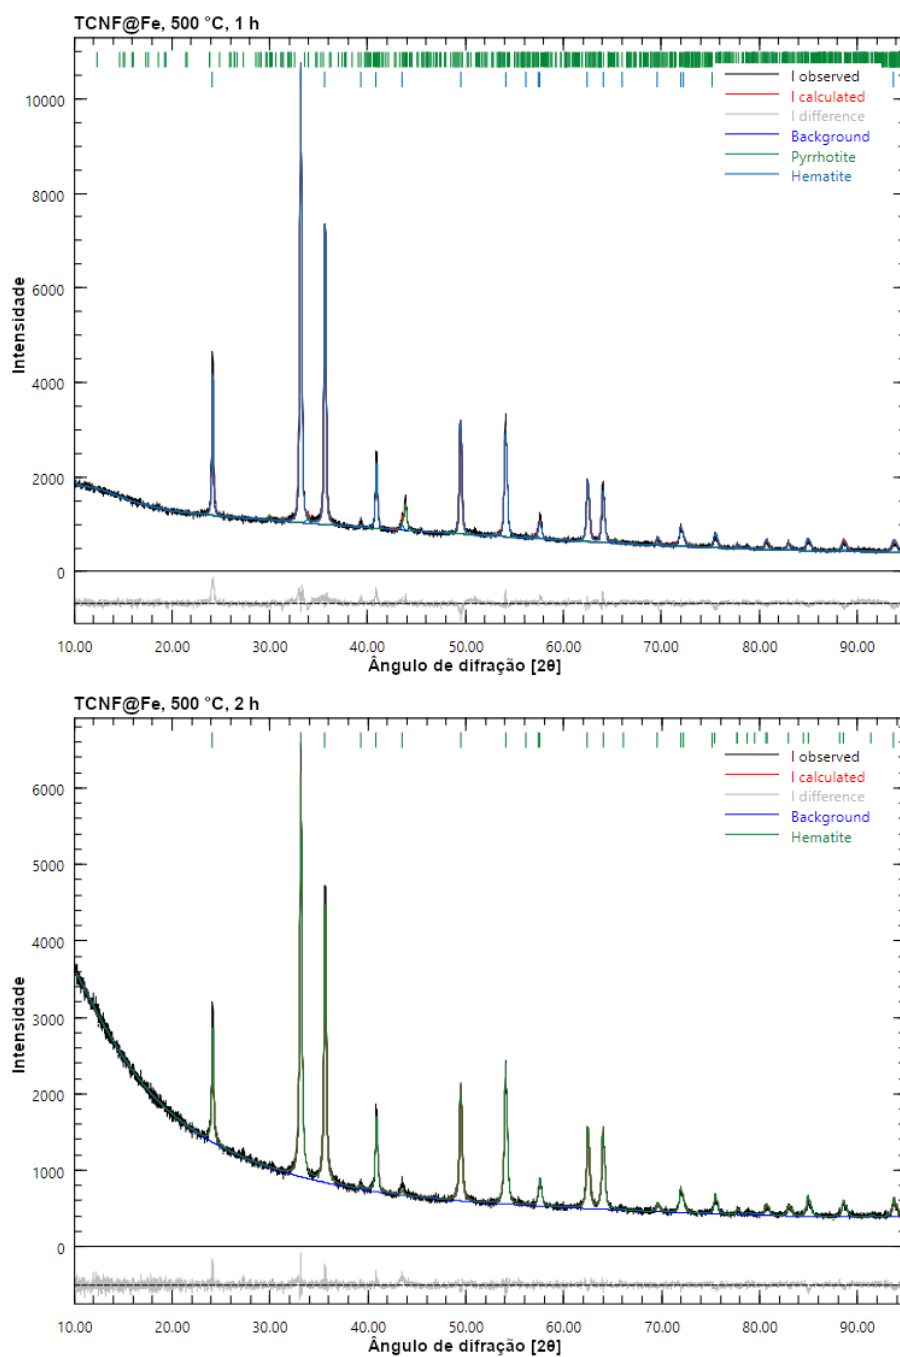 TCNF@Fe, 500 °C, 1 h
I observed
I calculated
I difference
Background
Pyrrhotite
Hematite
10000
8000
6000
4000
2000
0
Intensidade
10.00 20.00 30.00 40.00 50.00 60.00 70.00 80.00 90.00
Ângulo de difração [2θ]
TCNF@Fe, 500 °C, 2 h
I observed
I calculated
I difference
Background
Hematite
6000
5000
4000
3000
2000
1000
0
Intensidade
10.00 20.00 30.00 40.00 50.00 60.00 70.00 80.00 90.00
Ângulo de difração [2θ]